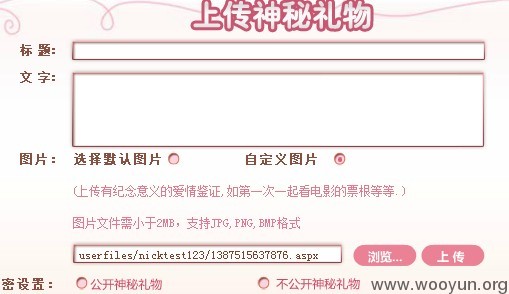 上传神秘礼物
标 题：
文 字：
图片： 选择默认图片 自定义图片
(上传有纪念意义的爱情鉴证,如第一次一起看电影的票根等等.)
图片文件需小于2MB，支持JPG,PNG,BMP格式
userfiles/nicktest123/1387515637876.aspx 浏览... 上 传
密设置： 公开神秘礼物 不公开神秘礼物
www.wooyun.org